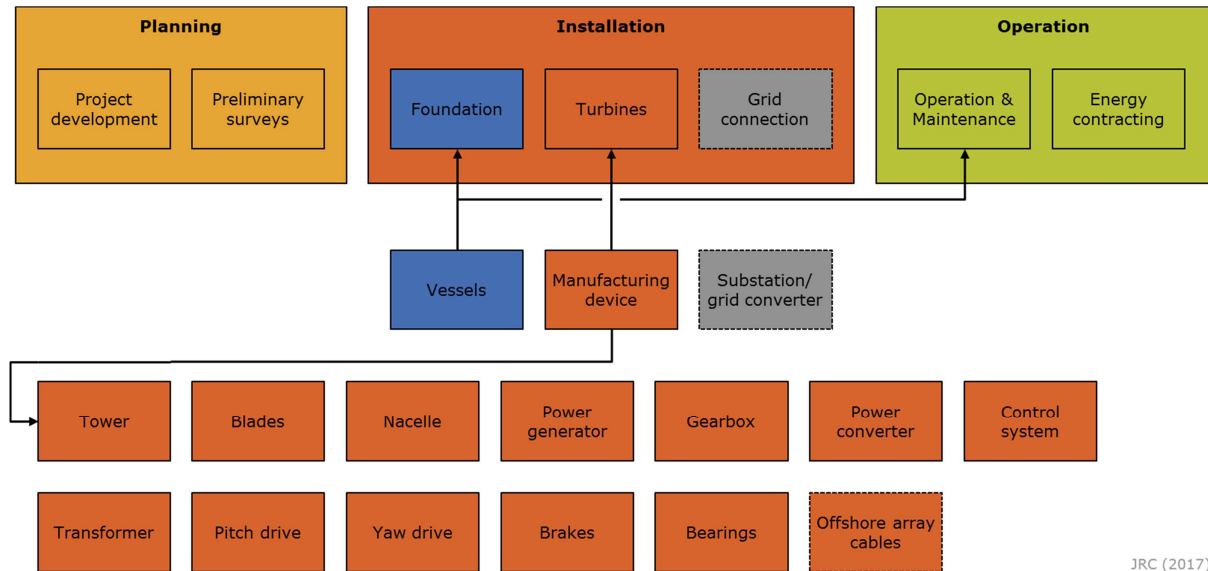 Planning
Installation
Operation
Project
development
Preliminary
surveys
Foundation
Turbines
Grid
connection
Operation &
Maintenance
Energy
contracting
Vessels
Manufacturing
device
Substation/
grid converter
Tower
Blades
Nacelle
Power
generator
Gearbox
Power
converter
Control
system
Transformer
Pitch drive
Yaw drive
Brakes
Bearings
Offshore array
cables
JRC (2017)